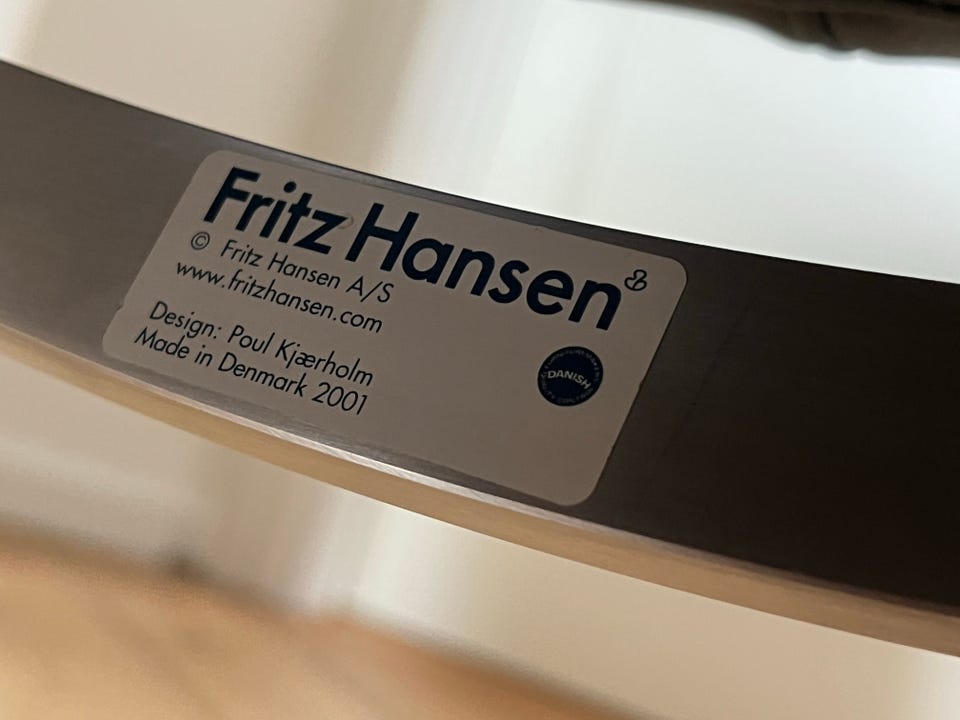 Fritz Hansen
© Fritz Hansen A/S
www.fritzhansen.com
Design: Poul Kjærholm
Made in Denmark 2001
DANISH